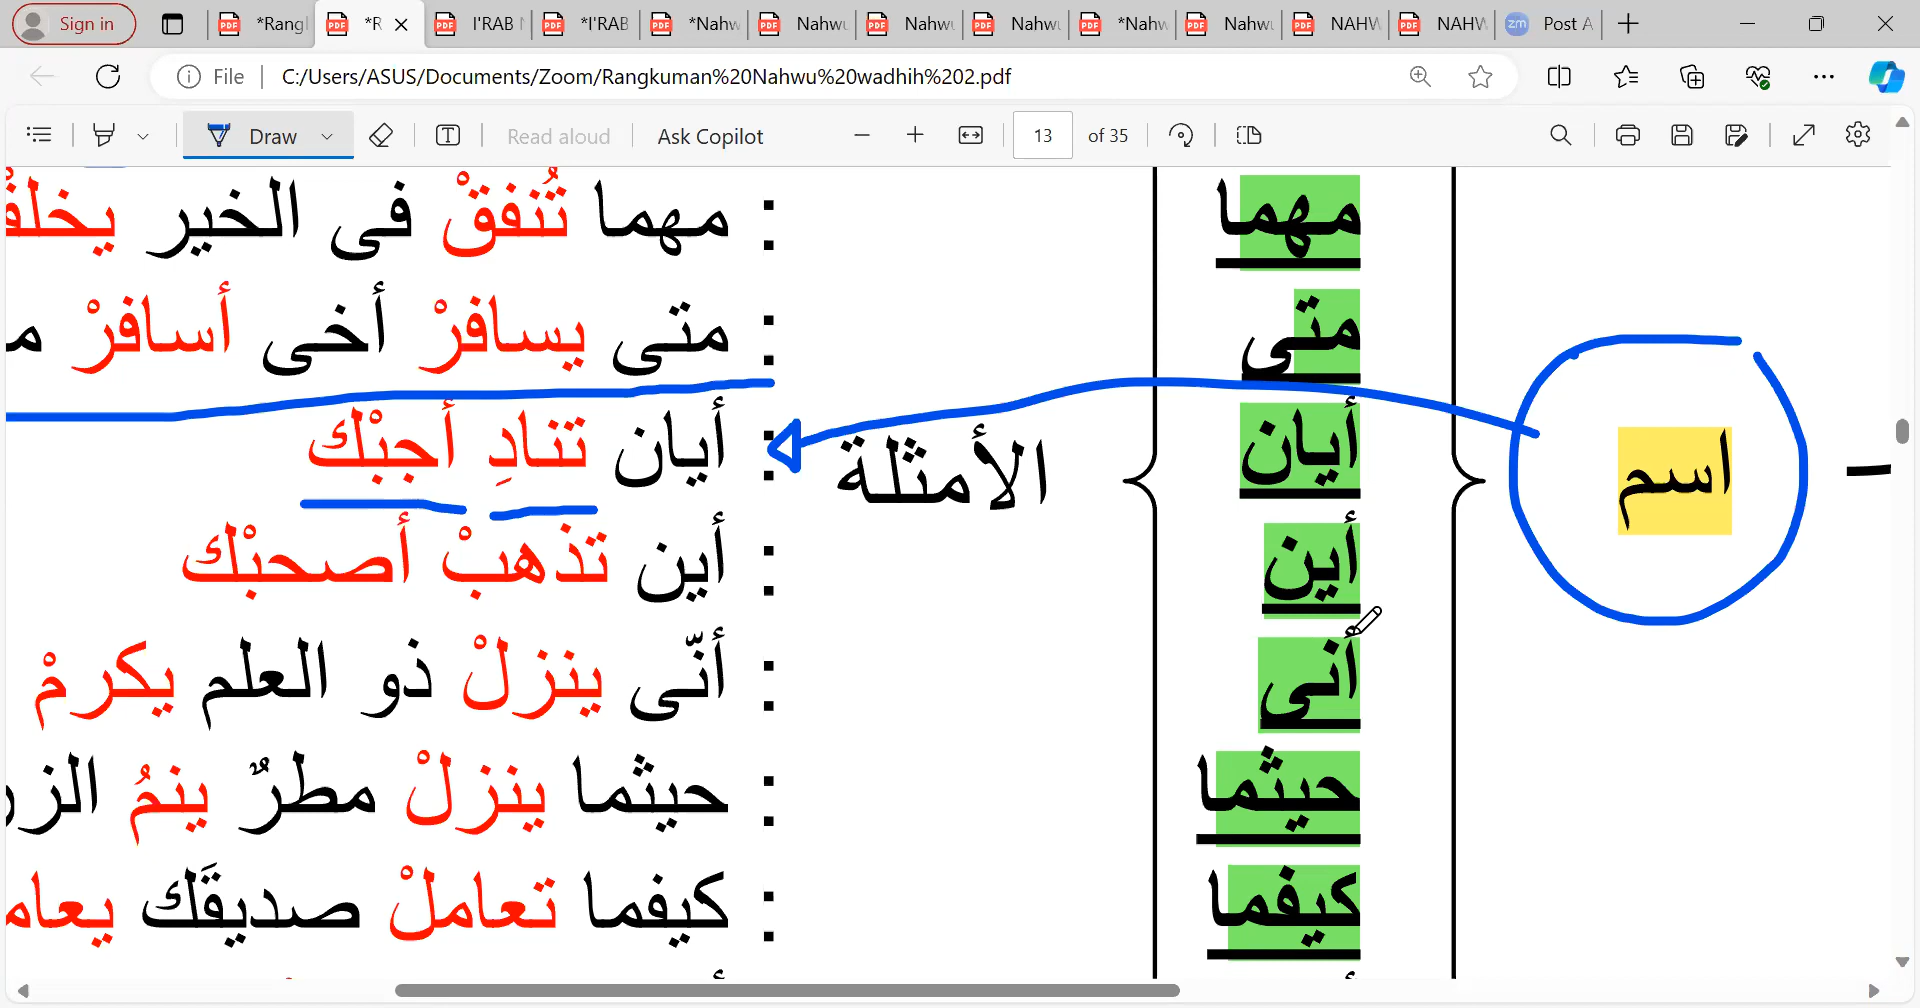 Sign in
*Rang
*R
I'RAB
*I'RAB
*Nahw
Nahw
Nahw
Nahw
*Nahw
Nahw
NAHW
NAHW
Post A
File
C:/Users/ASUS/Documents/Zoom/Rangkuman%20Nahwu%20wadhih%202.pdf
Draw
Read aloud
Ask Copilot
13
of 35
اسم
-
مهما
متى
أيان
أين
أنى
حيثما
كيفما
الأمثلة
: مهما تُنفقْ فى الخير يخلفْ
: متى يسافرْ أخى أسافرْ
: أيان تنادِ أجبْك
: أين تذهبْ أصحبْك
: أنّى ينزلْ ذو العلم يكرمْ
: حيثما ينزلْ مطرٌ ينمُ الزر
: كيفما تعاملْ صديقَك يعام